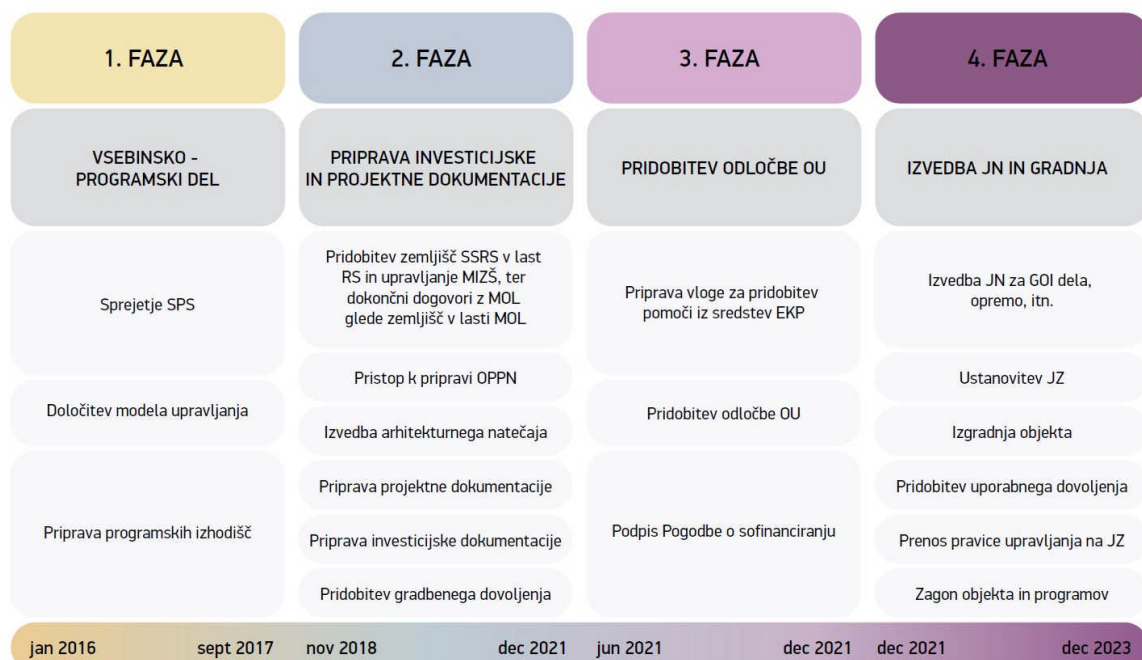 1. FAZA
VSEBINSKO -
PROGRAMSKI DEL
Sprejetje SPS
Določitev modela upravljanja
Priprava programskih izhodišč
2. FAZA
PRIPRAVA INVESTICIJSKE
IN PROJEKTNE DOKUMENTACIJE
Pridobitev zemljišč SSRS v last
RS in upravljanje MIZŠ, ter
dokončni dogovori z MOL
glede zemljišč v lasti MOL
Pristop k pripravi OPPN
Izvedba arhitekturnega natečaja
Priprava projektne dokumentacije
Priprava investicijske dokumentacije
Pridobitev gradbenega dovoljenja
3. FAZA
PRIDOBITEV ODLOČBE OU
Priprava vloge za pridobitev
pomoči iz sredstev EKP
Pridobitev odločbe OU
Podpis Pogodbe o sofinanciranju
4. FAZA
IZVEDBA JN IN GRADNJA
Izvedba JN za GOI dela,
opremo, itn.
Ustanovitev JZ
Izgradnja objekta
Pridobitev uporabnega dovoljenja
Prenos pravice upravljanja na JZ
Zagon objekta in programov
jan 2016 sept 2017 nov 2018 dec 2021 jun 2021 dec 2021 dec 2021 dec 2023